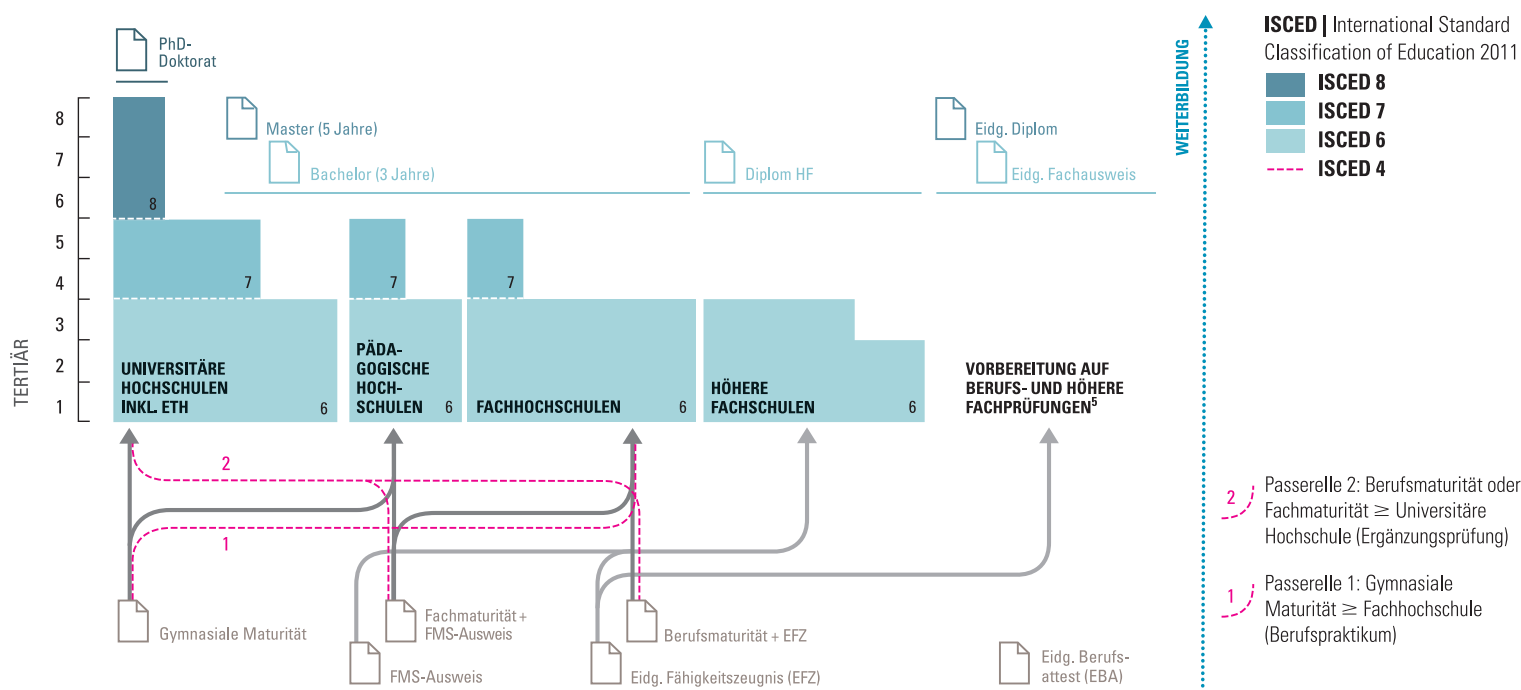 PhD-
Doktorat
Master (5 Jahre)
Bachelor (3 Jahre)
Diplom HF
Eidg. Diplom
Eidg. Fachausweis
WEITERBILDUNG
ISCED | International Standard
Classification of Education 2011
ISCED 8
ISCED 7
ISCED 6
ISCED 4
TERTIÄR
8
7
6
5
4
3
2
1
8
7
7
7
UNIVERSITÄRE
HOCHSCHULEN
INKL. ETH
6
PÄDA-
GOGISCHE
HOCH-
SCHULEN
6
FACHHOCHSCHULEN
6
HÖHERE
FACHSCHULEN
6
VORBEREITUNG AUF
BERUFS- UND HÖHERE
FACHPRÜFUNGEN⁵
2
1
Gymnasiale Maturität
FMS-Ausweis
Fachmaturität +
FMS-Ausweis
Eidg. Fähigkeitszeugnis (EFZ)
Berufsmaturität + EFZ
Eidg. Berufs-
attest (EBA)
2
Passerelle 2: Berufsmaturität oder
Fachmaturität ≥ Universitäre
Hochschule (Ergänzungsprüfung)
1
Passerelle 1: Gymnasiale
Maturität ≥ Fachhochschule
(Berufspraktikum)